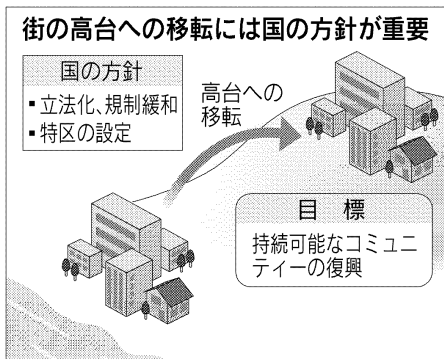 街の高台への移転には国の方針が重要
国の方針
▪立法化、規制緩和
▪特区の設定
高台への
移転
目 標
持続可能なコミュニ
ティーの復興